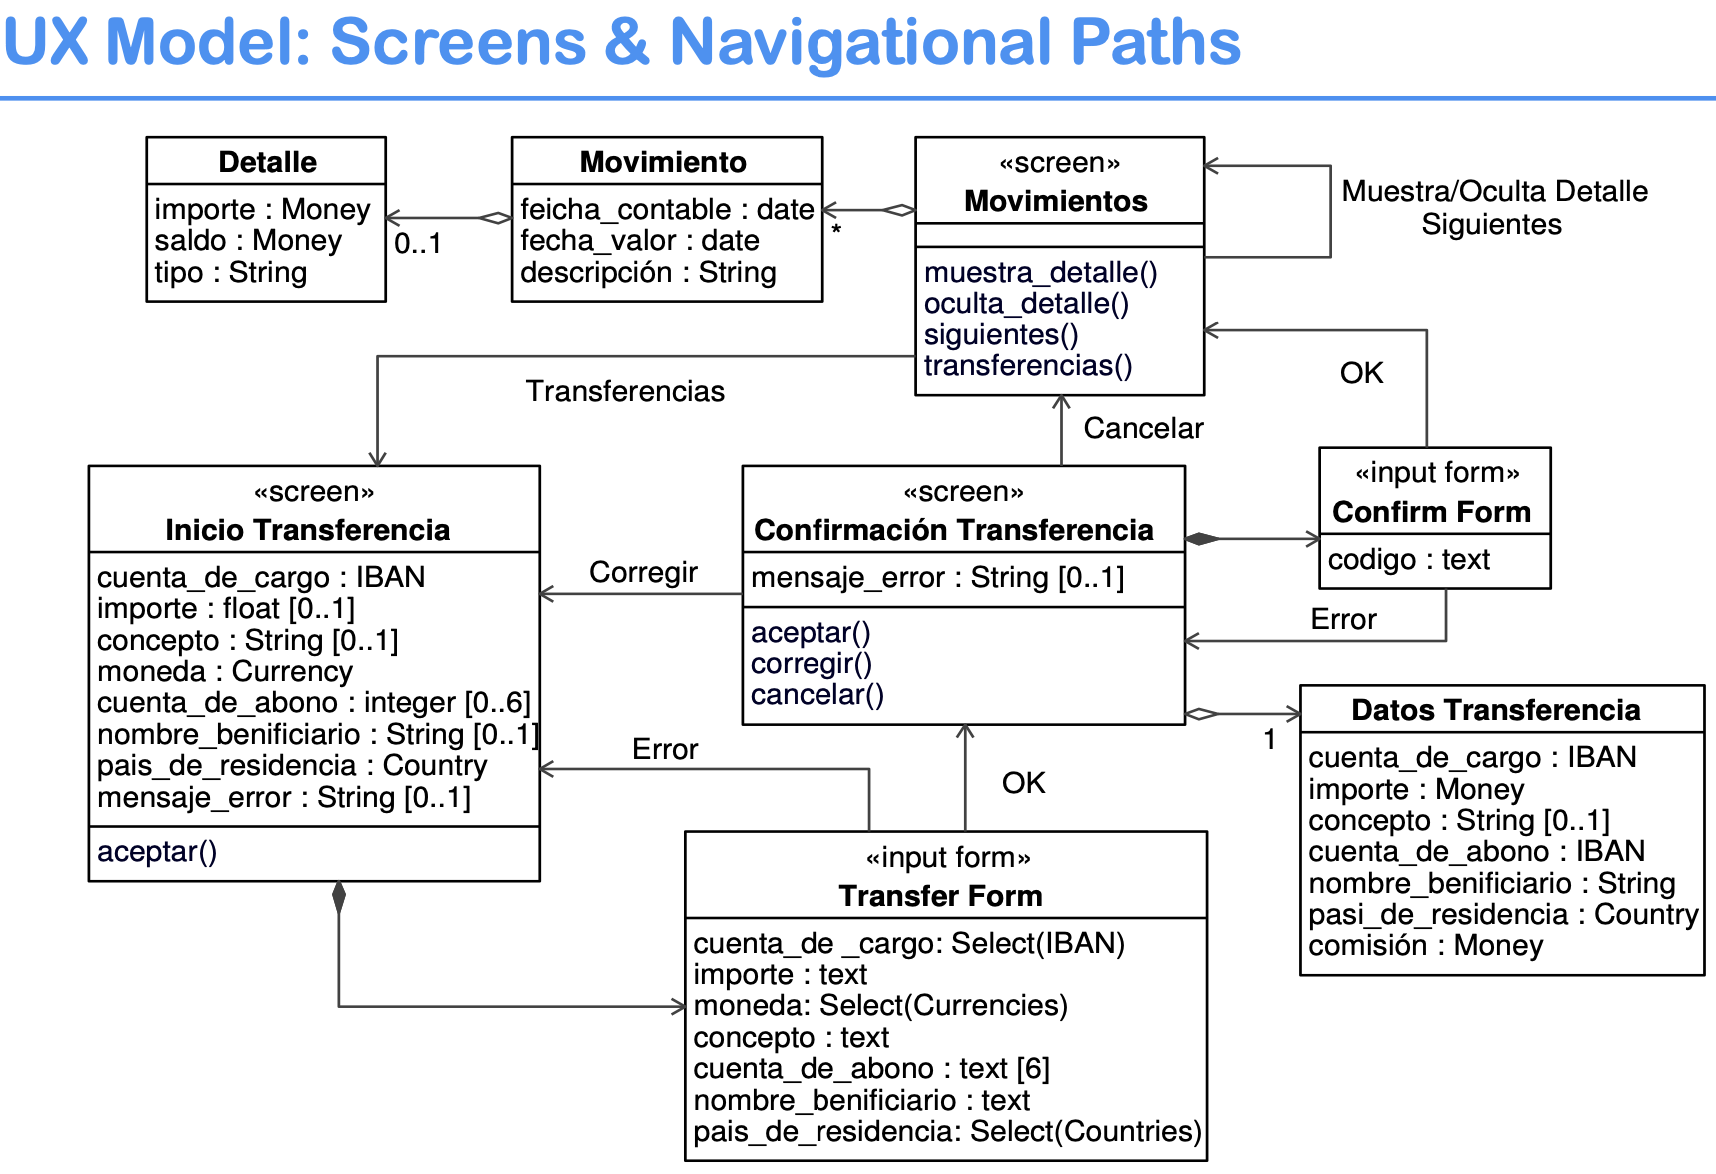 UX Model: Screens & Navigational Paths
Detalle
importe : Money
saldo : Money
tipo : String
0..1
Movimiento
feicha_contable : date
fecha_valor : date
descripción : String
*
«screen»
Movimientos
muestra_detalle()
oculta_detalle()
siguientes()
transferencias()
Muestra/Oculta Detalle
Siguientes
Transferencias
Cancelar
OK
«screen»
Inicio Transferencia
cuenta_de_cargo : IBAN
importe : float [0..1]
concepto : String [0..1]
moneda : Currency
cuenta_de_abono : integer [0..6]
nombre_benificiario : String [0..1]
pais_de_residencia : Country
mensaje_error : String [0..1]
aceptar()
Corregir
«screen»
Confirmación Transferencia
mensaje_error : String [0..1]
aceptar()
corregir()
cancelar()
«input form»
Confirm Form
codigo : text
Error
Error
OK
1
Datos Transferencia
cuenta_de_cargo : IBAN
importe : Money
concepto : String [0..1]
cuenta_de_abono : IBAN
nombre_benificiario : String
pasi_de_residencia : Country
comisión : Money
«input form»
Transfer Form
cuenta_de _cargo: Select(IBAN)
importe : text
moneda: Select(Currencies)
concepto : text
cuenta_de_abono : text [6]
nombre_benificiario : text
pais_de_residencia: Select(Countries)